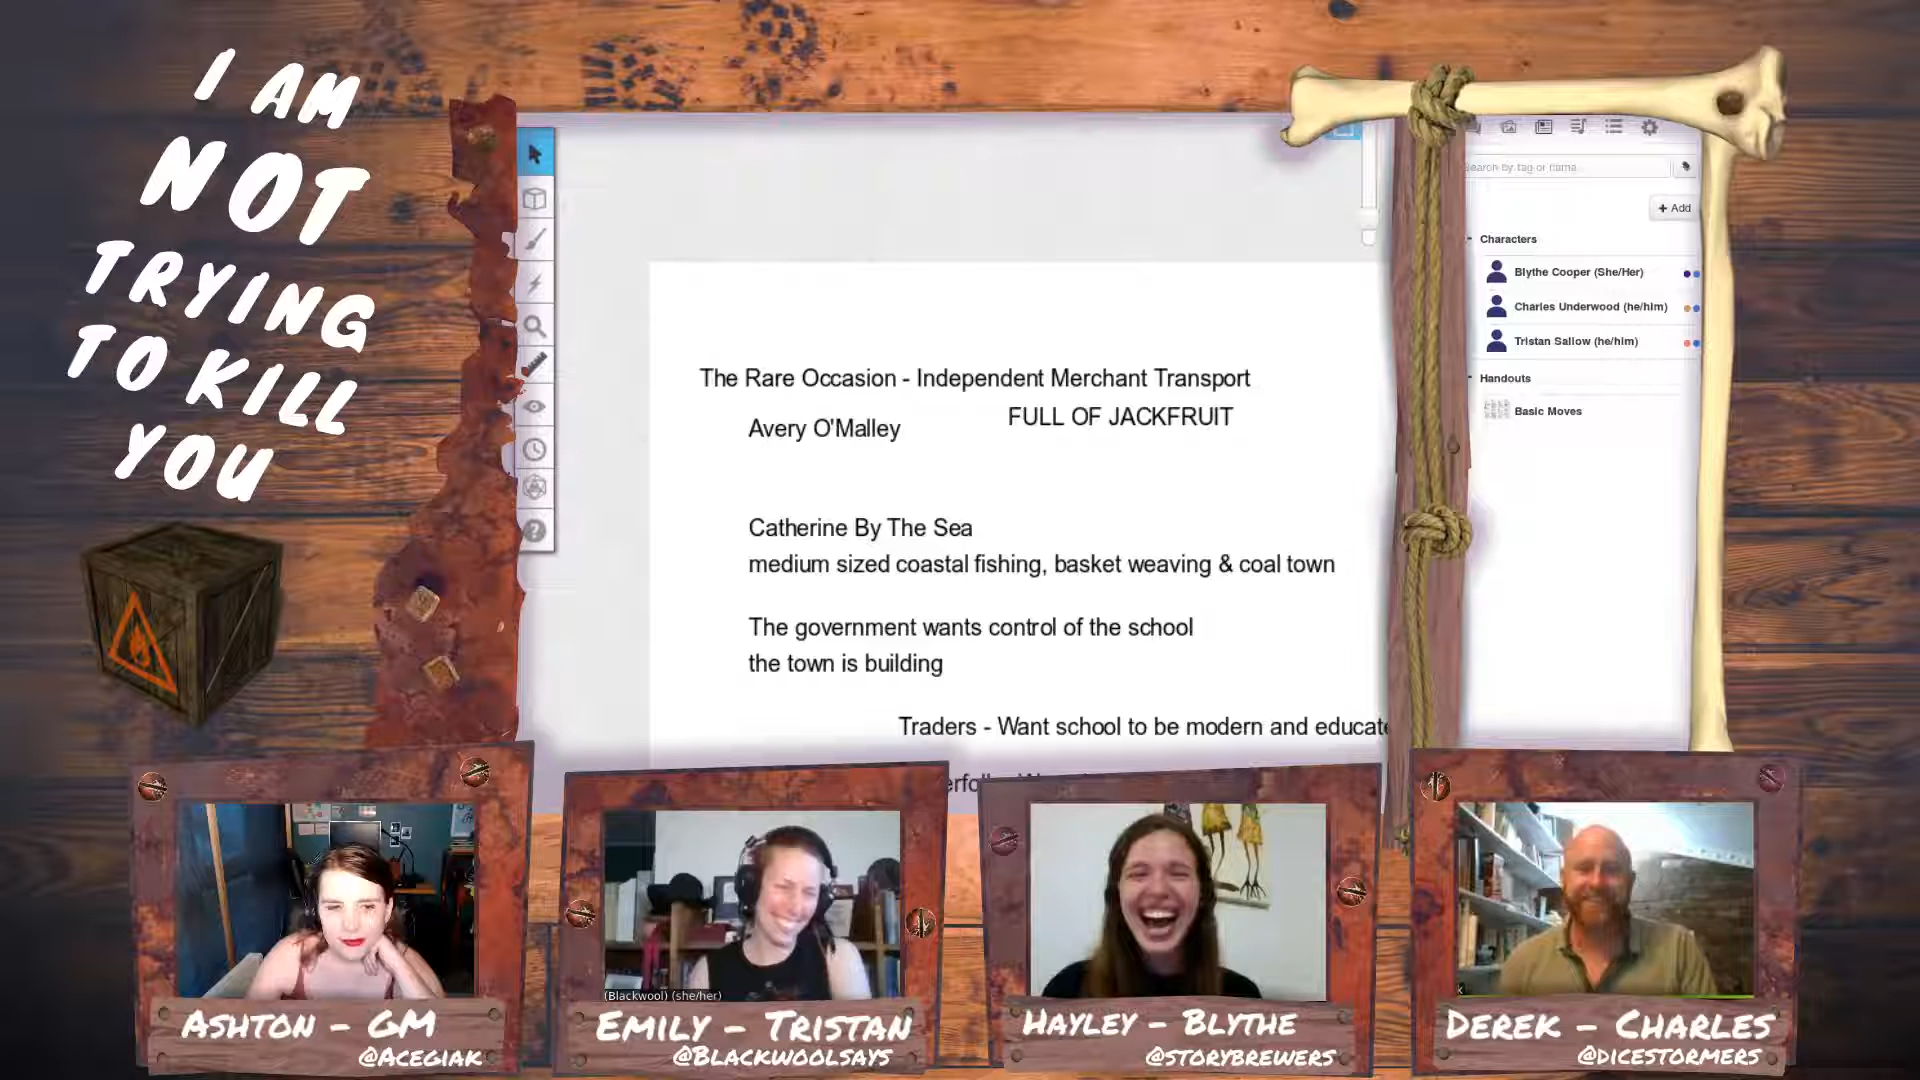 I AM
NOT
TRYING
TO KILL
YOU
+ Add
Characters
Blythe Cooper (She/Her)
Charles Underwood (he/him)
Tristan Sallow (he/him)
Handouts
Basic Moves
by tag or name...
The Rare Occasion - Independent Merchant Transport
FULL OF JACKFRUIT
Avery O'Malley
Catherine By The Sea
medium sized coastal fishing, basket weaving & coal town
The government wants control of the school
the town is building
Traders - Want school to be modern and educate
(Blackwool) (she/her)
ASHTON - GM
@ACEGIAK
EMILY - TRISTAN
@BLACKWOOLSAYS
HAYLEY - BLYTHE
@STORYBREWERS
DEREK - CHARLES
@DICESTORMERS